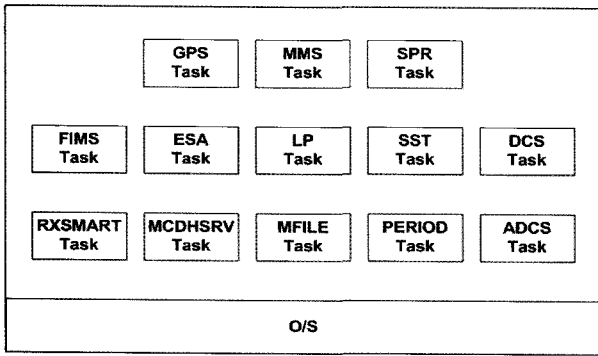 GPS
Task
MMS
Task
SPR
Task
FIMS
Task
ESA
Task
LP
Task
SST
Task
DCS
Task
RXSMART
Task
MCDHSRV
Task
MFILE
Task
PERIOD
Task
ADCS
Task
O/S